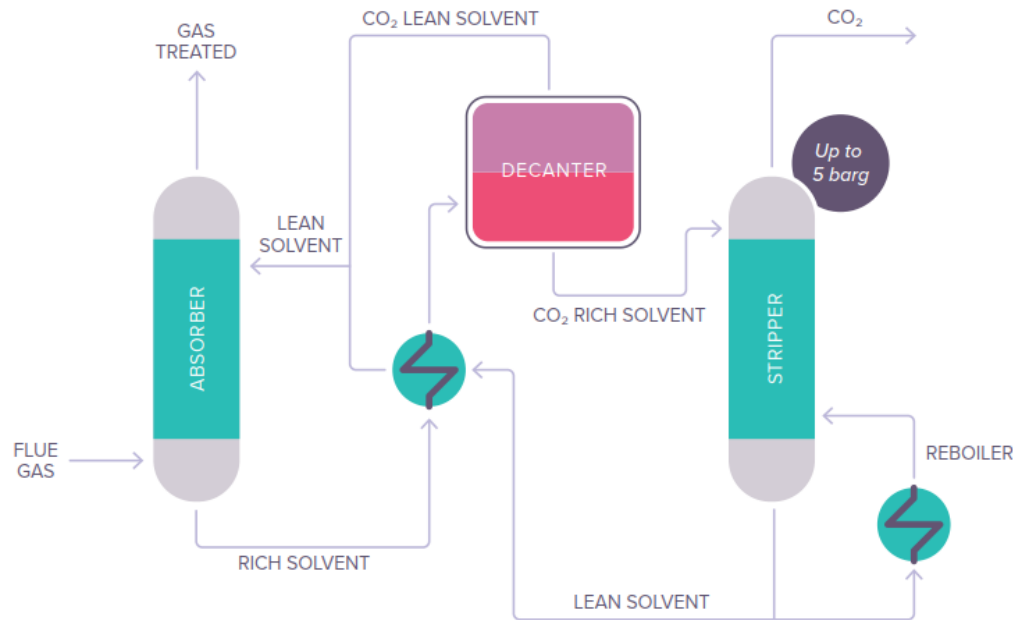 CO₂ LEAN SOLVENT
CO₂
GAS
TREATED
Up to
5 barg
DECANTER
LEAN
SOLVENT
CO₂ RICH SOLVENT
ABSORBER
STRIPPER
FLUE
GAS
REBOILER
RICH SOLVENT
LEAN SOLVENT